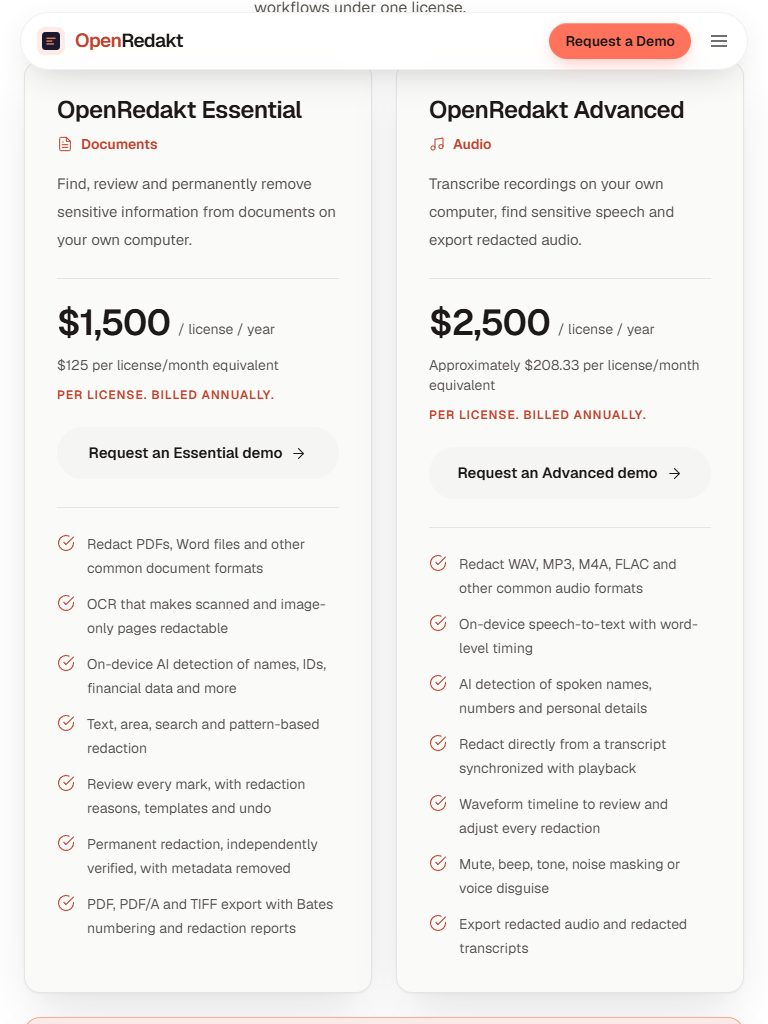 workflows under one license.
OpenRedakt
Request a Demo
OpenRedakt Essential
Documents
Find, review and permanently remove
sensitive information from documents on
your own computer.
$1,500 / license / year
$125 per license/month equivalent
PER LICENSE. BILLED ANNUALLY.
Request an Essential demo →
Redact PDFs, Word files and other
common document formats
OCR that makes scanned and image-
only pages redactable
On-device AI detection of names, IDs,
financial data and more
Text, area, search and pattern-based
redaction
Review every mark, with redaction
reasons, templates and undo
Permanent redaction, independently
verified, with metadata removed
PDF, PDF/A and TIFF export with Bates
numbering and redaction reports
OpenRedakt Advanced
Audio
Transcribe recordings on your own
computer, find sensitive speech and
export redacted audio.
$2,500 / license / year
Approximately $208.33 per license/month
equivalent
PER LICENSE. BILLED ANNUALLY.
Request an Advanced demo →
Redact WAV, MP3, M4A, FLAC and
other common audio formats
On-device speech-to-text with word-
level timing
AI detection of spoken names,
numbers and personal details
Redact directly from a transcript
synchronized with playback
Waveform timeline to review and
adjust every redaction
Mute, beep, tone, noise masking or
voice disguise
Export redacted audio and redacted
transcripts